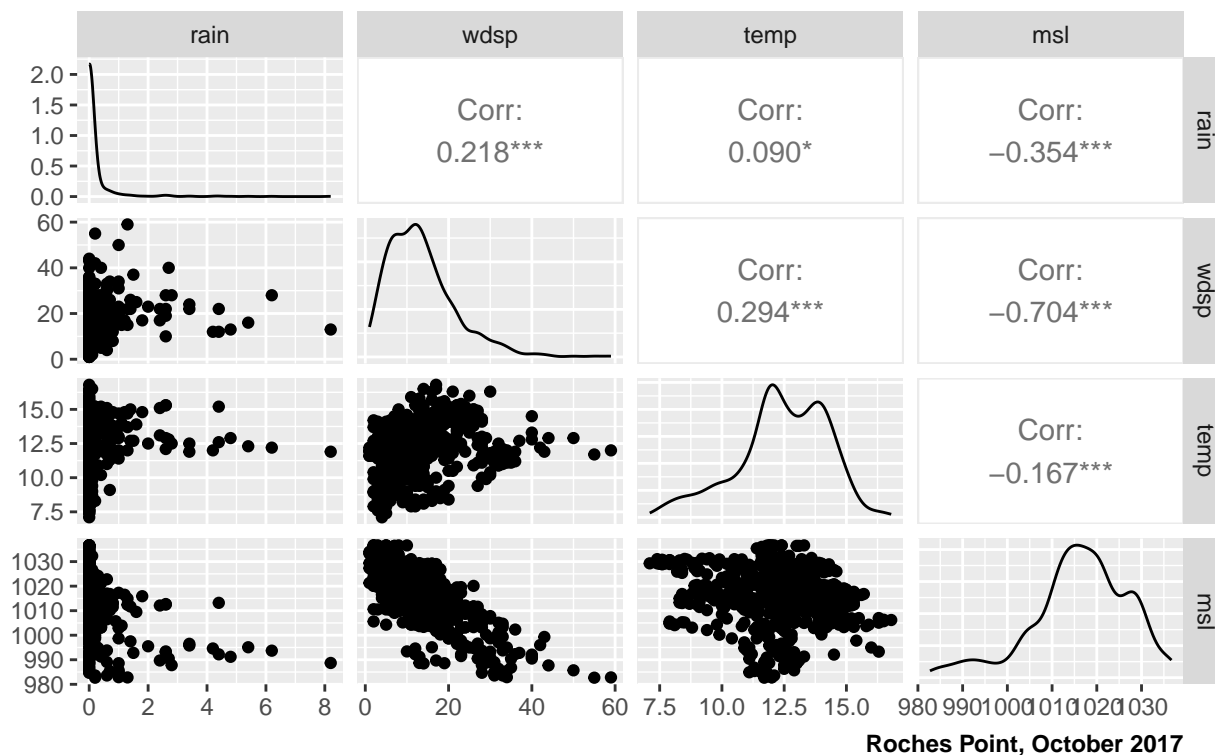 rain wdsp temp msl
2.0
1.5
1.0
0.5
0.0
Corr:
0.218***
Corr:
0.090*
Corr:
−0.354***
rain
60
40
20
0
Corr:
0.294***
Corr:
−0.704***
wdsp
15.0
12.5
10.0
7.5
Corr:
−0.167***
temp
1030
1020
1010
1000
990
980
msl
0 2 4 6 8 0 20 40 60 7.5 10.0 12.5 15.0 980 990 1000 1010 1020 1030
Roches Point, October 2017